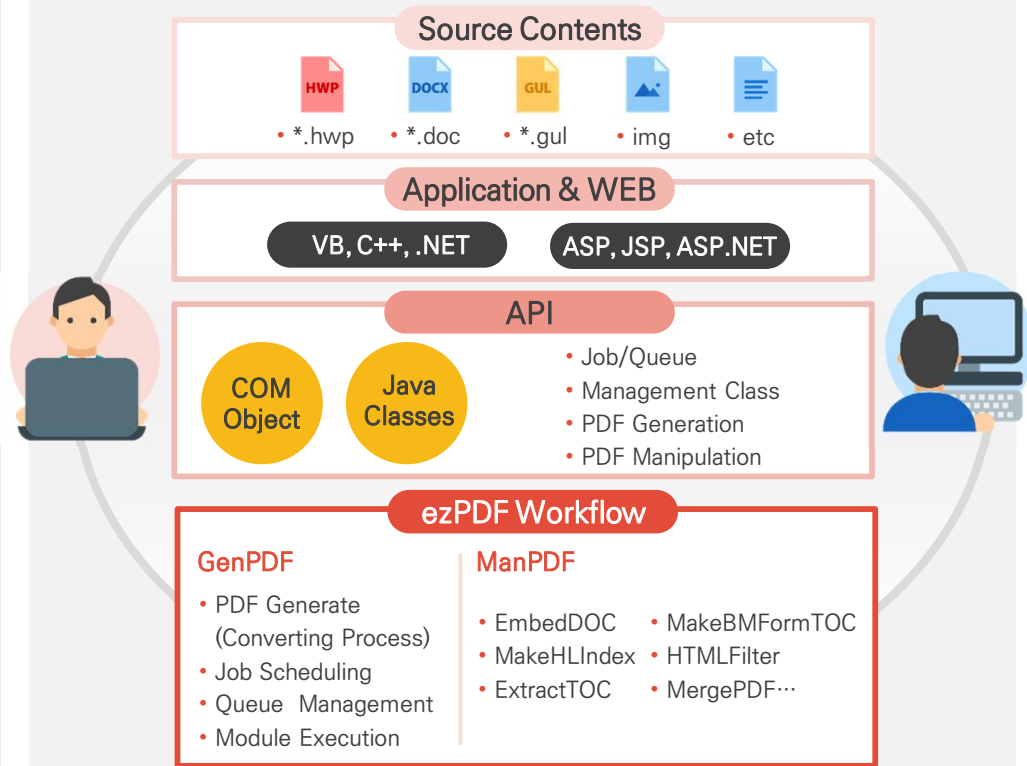 Source Contents
HWP DOCX GUL
• *.hwp • *.doc • *.gul • img • etc
Application & WEB
VB, C++, .NET ASP, JSP, ASP.NET
API
COM
Object
Java
Classes
• Job/Queue
• Management Class
• PDF Generation
• PDF Manipulation
ezPDF Workflow
GenPDF
• PDF Generate
(Converting Process)
• Job Scheduling
• Queue Management
• Module Execution
ManPDF
• EmbedDOC • MakeBMFormTOC
• MakeHLIndex • HTMLFilter
• ExtractTOC • MergePDF…